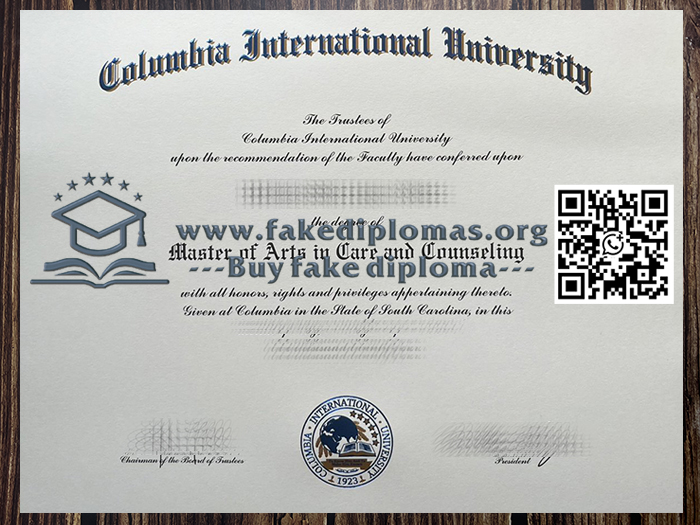 Columbia International University
The Trustees of
Columbia International University
upon the recommendation of the Faculty have conferred upon
the degree of
www.fakediplomas.org
Master of Arts in Care and Counseling
---Buy fake diploma---
with all honors, rights and privileges appertaining thereto.
Given at Columbia in the State of South Carolina, in this
COLUMBIA · INTERNATIONAL · UNIVERSITY
1923
Chairman of the Board of Trustees
President